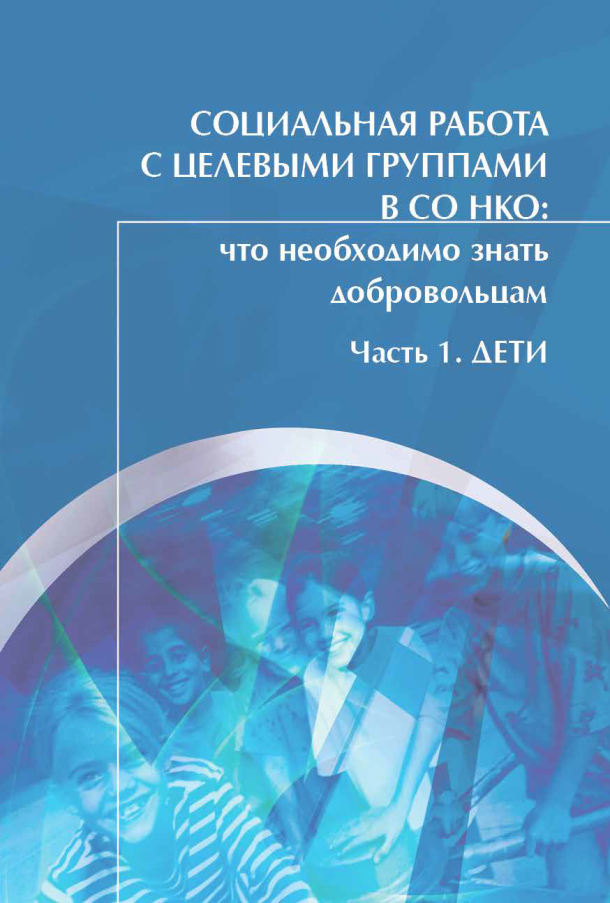 СОЦИАЛЬНАЯ РАБОТА
С ЦЕЛЕВЫМИ ГРУППАМИ
В СО НКО:
что необходимо знать
добровольцам
Часть 1. ДЕТИ